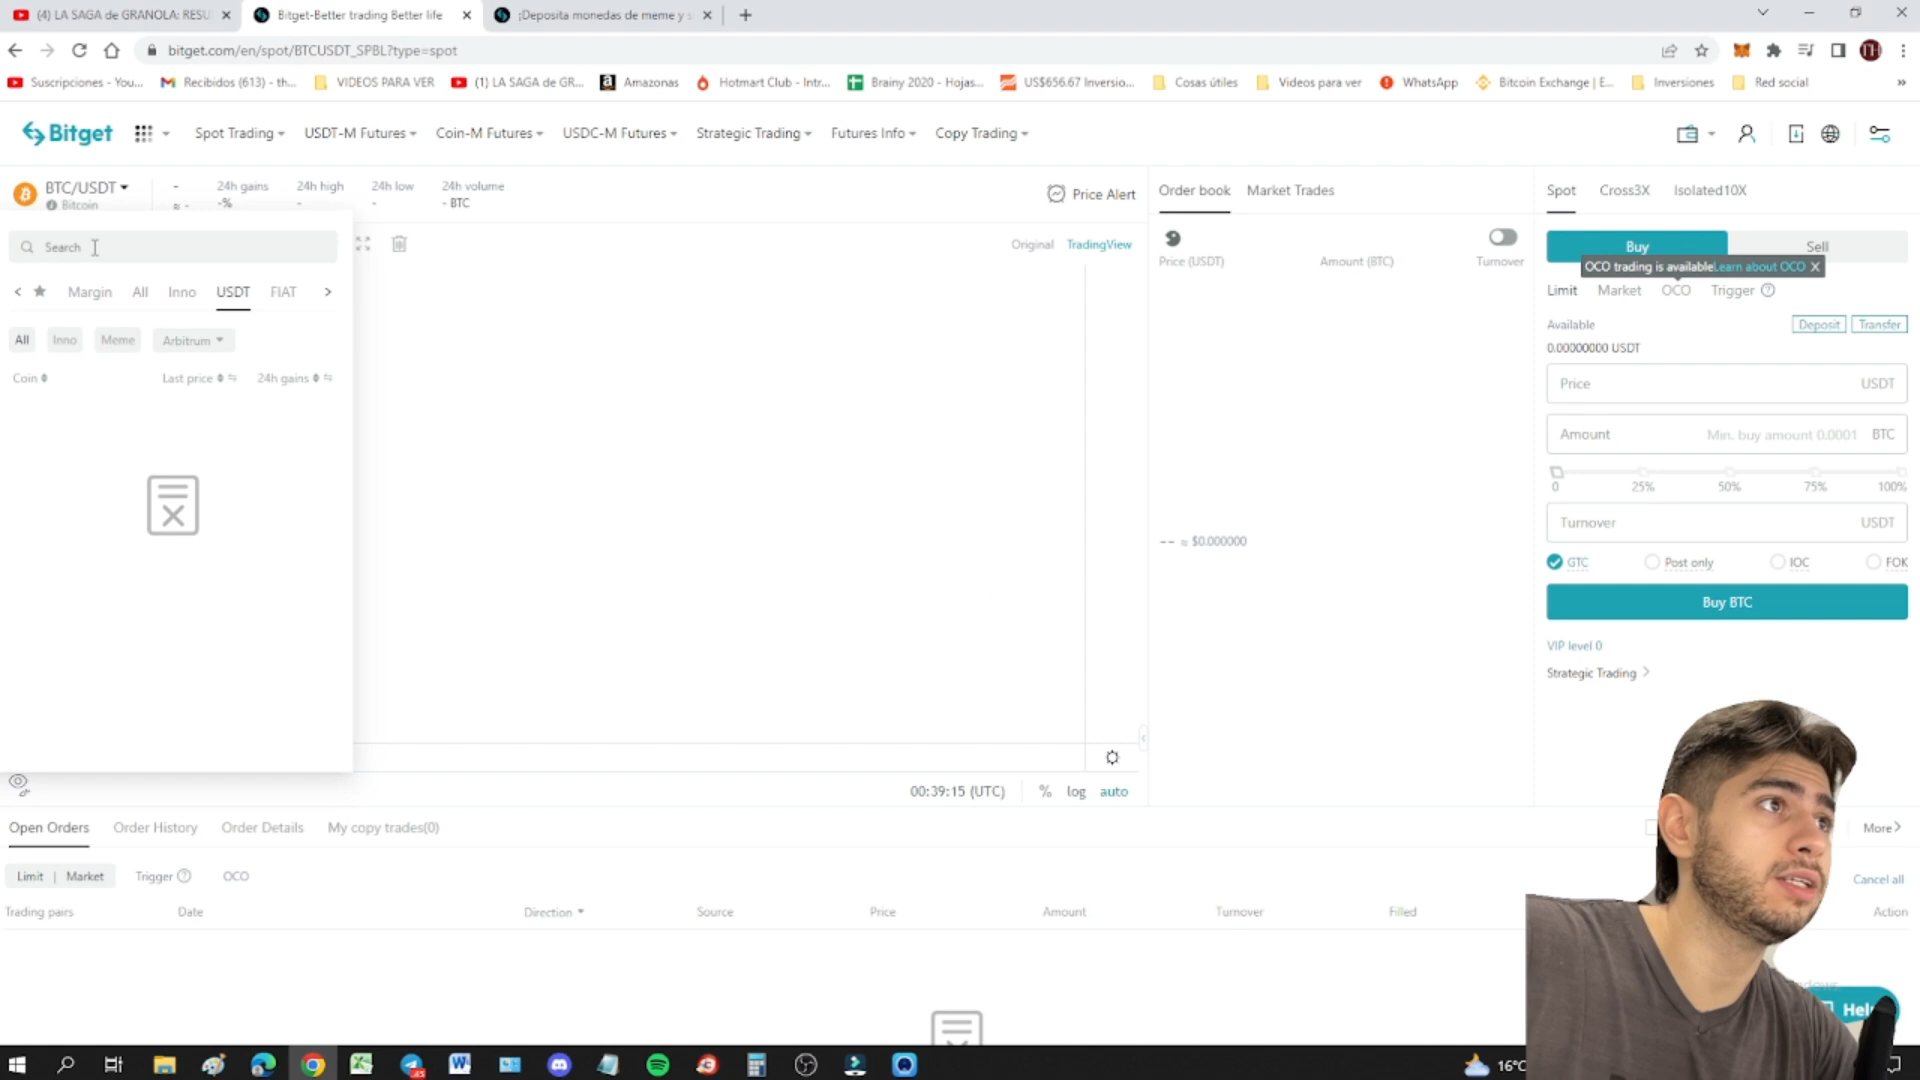 (4) LA SAGA de GRANOLA: RESU
Bitget-Better trading Better life
¡Deposita monedas de meme y s
bitget.com/en/spot/BTCUSDT_SPBL?type=spot
Suscripciones - You...
Recibidos (613) - th...
VIDEOS PARA VER
(1) LA SAGA de GR...
Amazonas
Hotmart Club - Intr...
Brainy 2020 - Hojas...
US$656.67 Inversio...
Cosas útiles
Videos para ver
WhatsApp
Bitcoin Exchange | E...
Inversiones
Red social
»
Bitget
Spot Trading
USDT-M Futures
Coin-M Futures
USDC-M Futures
Strategic Trading
Futures Info
Copy Trading
BTC/USDT
Bitcoin
-
≈ -
24h gains
-%
24h high
-
24h low
-
24h volume
- BTC
Price Alert
Order book
Market Trades
Spot
Cross3X
Isolated10X
Search
Original
TradingView
Price (USDT)
Amount (BTC)
Turnover
Buy
Sell
OCO trading is availableLearn about OCO
Margin
All
Inno
USDT
FIAT
Limit
Market
OCO
Trigger
All
Inno
Meme
Arbitrum
Available
Deposit
Transfer
0.00000000 USDT
Coin
Last price
24h gains
Price
USDT
Amount
Min. buy amount 0.0001
BTC
0
25%
50%
75%
100%
Turnover
USDT
-- ≈ $0.000000
GTC
Post only
IOC
FOK
Buy BTC
VIP level 0
Strategic Trading
00:39:15 (UTC)
%
log
auto
Open Orders
Order History
Order Details
My copy trades(0)
More
Limit | Market
Trigger
OCO
Cancel all
Trading pairs
Date
Direction
Source
Price
Amount
Turnover
Filled
Action
Help
16°C